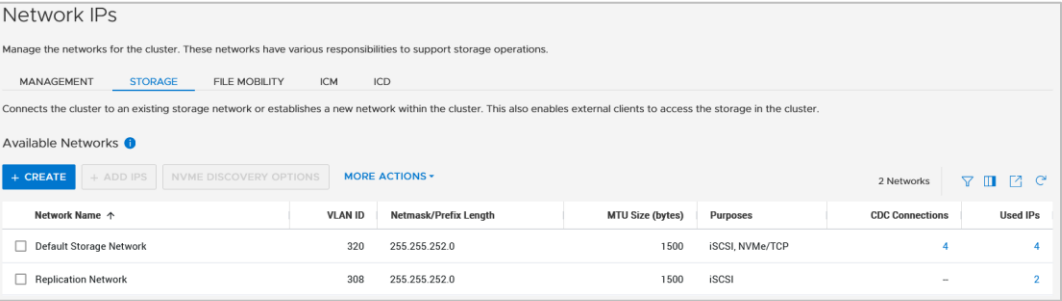 Network IPs
Manage the networks for the cluster. These networks have various responsibilities to support storage operations.
MANAGEMENT STORAGE FILE MOBILITY ICM ICD
Connects the cluster to an existing storage network or establishes a new network within the cluster. This also enables external clients to access the storage in the cluster.
Available Networks i
+ CREATE + ADD IPS NVME DISCOVERY OPTIONS MORE ACTIONS 2 Networks
Network Name ↑ VLAN ID Netmask/Prefix Length MTU Size (bytes) Purposes CDC Connections Used IPs
Default Storage Network 320 255.255.252.0 1500 iSCSI, NVMe/TCP 4 4
Replication Network 308 255.255.252.0 1500 iSCSI – 2